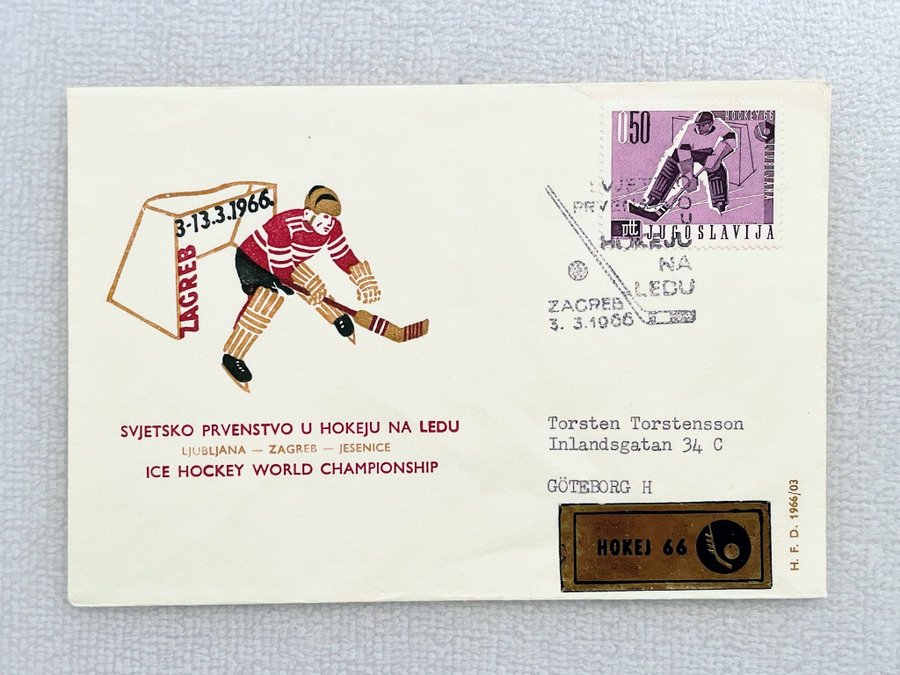 3-13.3.1966.
ZAGREB
SVJETSKO PRVENSTVO U HOKEJU NA LEDU
LJUBLJANA — ZAGREB — JESENICE
ICE HOCKEY WORLD CHAMPIONSHIP
0.50
HOCKEY 66
ptt JUGOSLAVIJA
U
HOKEJU
NA
LEDU
ZAGREB
3. 3.1966
Torsten Torstensson
Inlandsgatan 34 C
GÖTEBORG H
HOKEJ 66
H. F. D. 1966/03